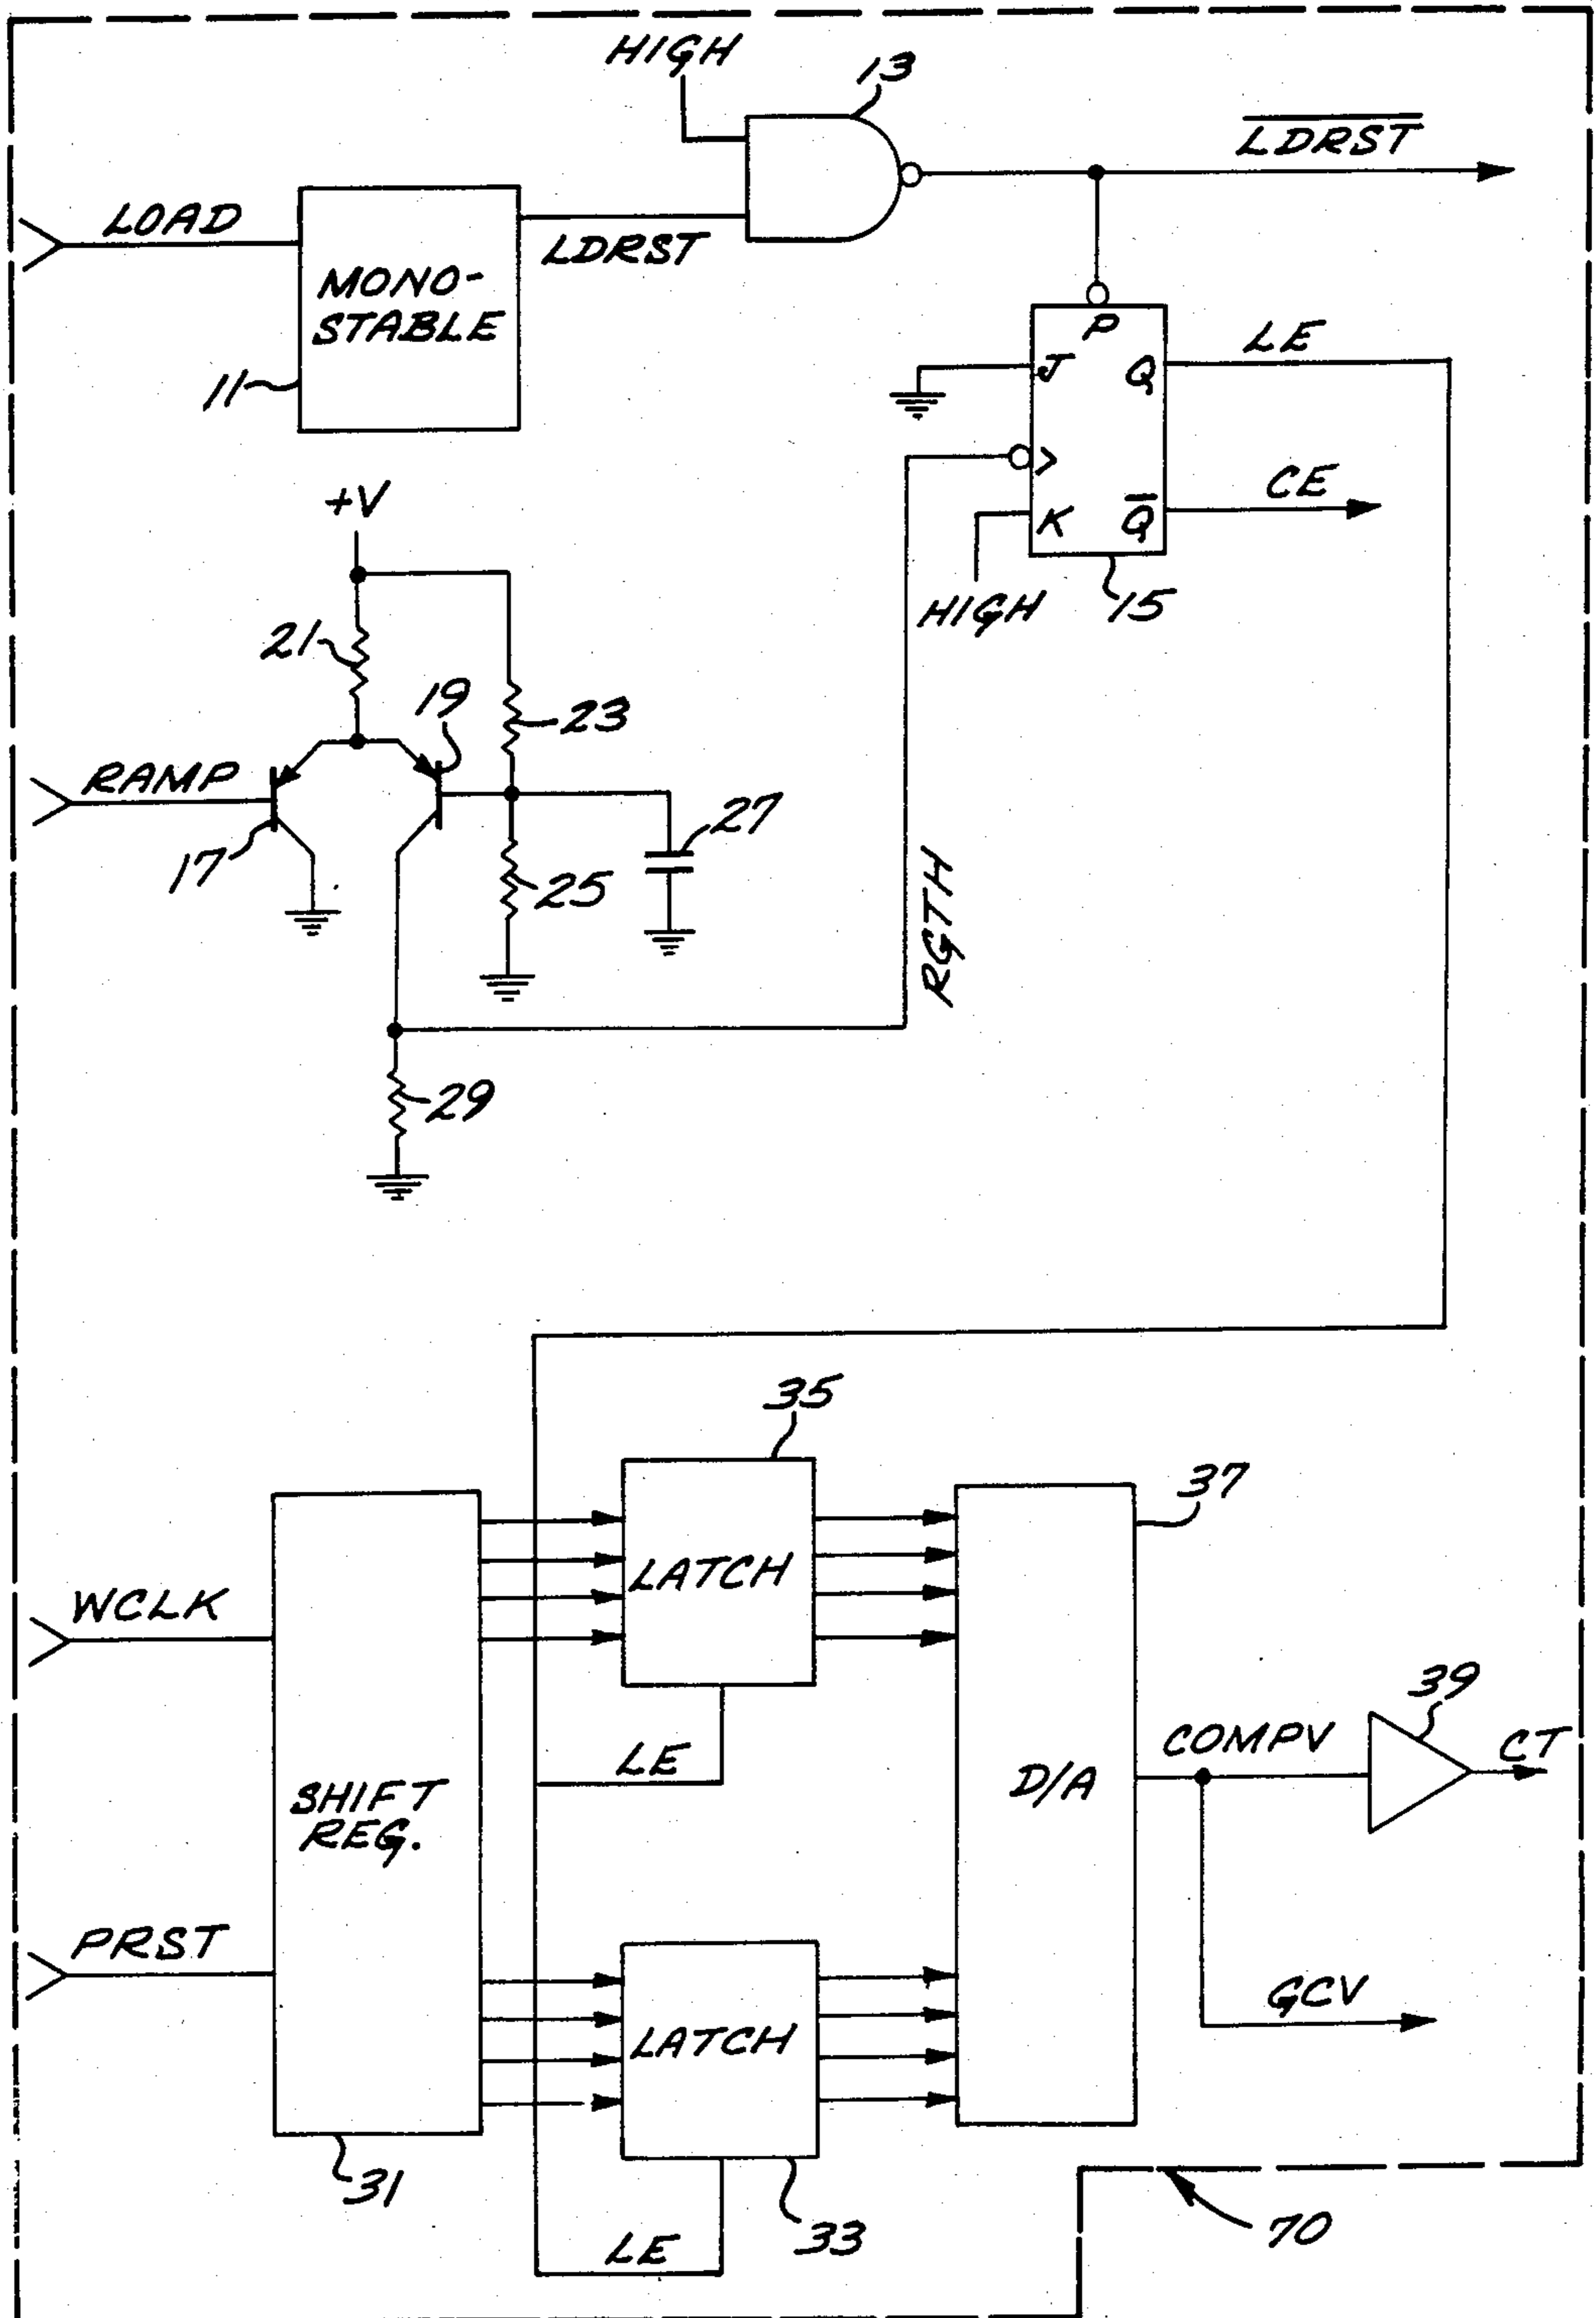 HIGH
13
LDRST
LOAD
LDRST
MONO-
STABLE
11
P
J
Q
LE
K
Q̅
CE
HIGH
15
+V
21
19
23
RAMP
17
25
27
RGTH
29
35
37
LATCH
WCLK
LE
SHIFT
REG.
D/A
COMPV
39
CT
PRST
LATCH
GCV
31
33
LE
70